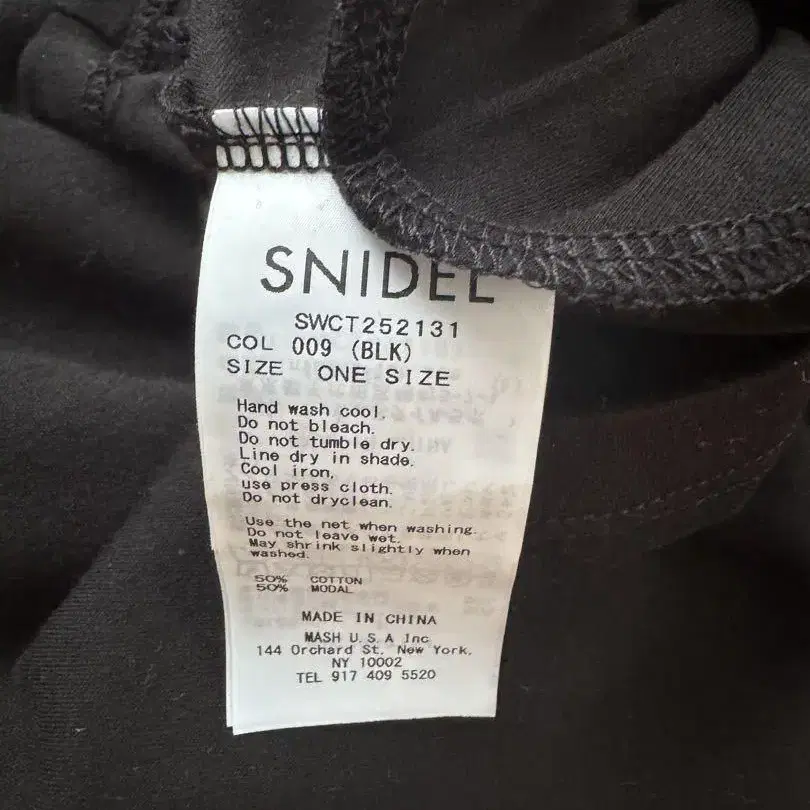 SNIDEL
SWCT252131
COL 009 (BLK)
SIZE ONE SIZE
Hand wash cool.
Do not bleach.
Do not tumble dry.
Line dry in shade.
Cool iron,
use press cloth.
Do not dryclean.
Use the net when washing.
Do not leave wet.
May shrink slightly when
washed.
50% COTTON
50% MODAL
MADE IN CHINA
MASH U.S.A Inc
144 Orchard St. New York,
NY 10002
TEL 917 409 5520